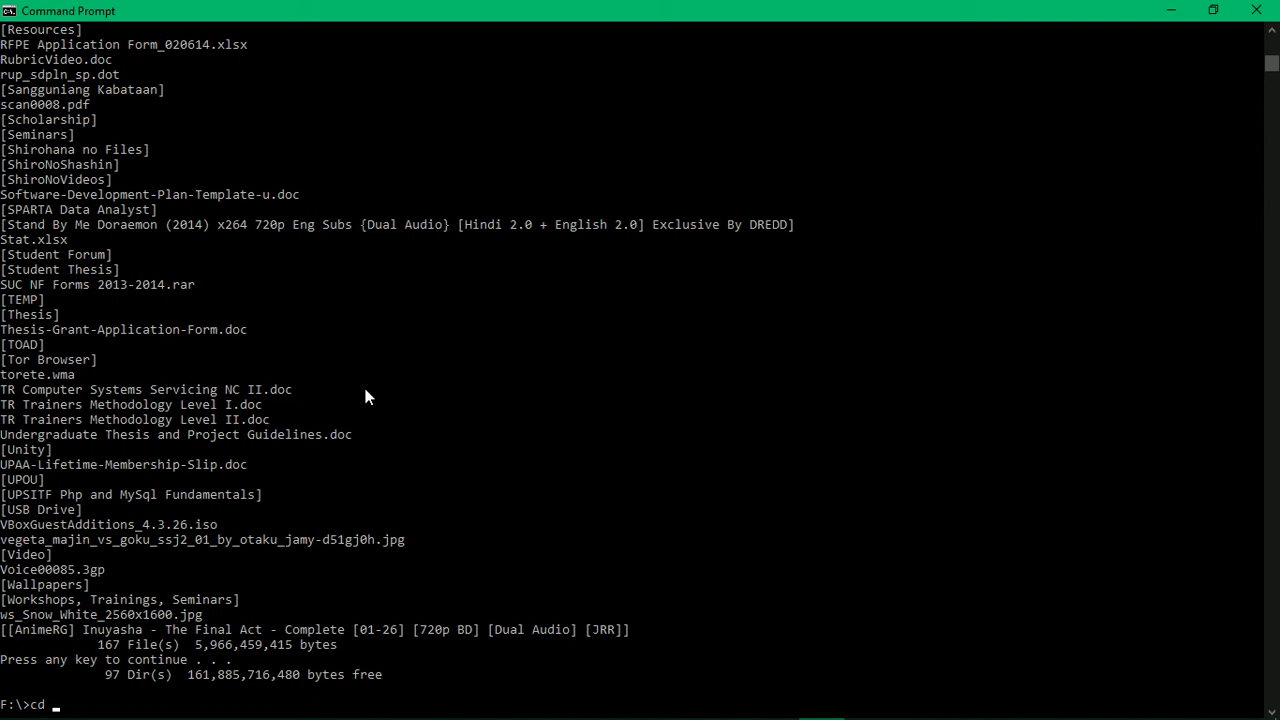 Command Prompt
[Resources]
RFPE Application Form_020614.xlsx
RubricVideo.doc
rup_sdpln_sp.dot
[Sangguniang Kabataan]
scan0008.pdf
[Scholarship]
[Seminars]
[Shirohana no Files]
[ShiroNoShashin]
[ShiroNoVideos]
Software-Development-Plan-Template-u.doc
[SPARTA Data Analyst]
[Stand By Me Doraemon (2014) x264 720p Eng Subs {Dual Audio} [Hindi 2.0 + English 2.0] Exclusive By DREDD]
Stat.xlsx
[Student Forum]
[Student Thesis]
SUC NF Forms 2013-2014.rar
[TEMP]
[Thesis]
Thesis-Grant-Application-Form.doc
[TOAD]
[Tor Browser]
torete.wma
TR Computer Systems Servicing NC II.doc
TR Trainers Methodology Level I.doc
TR Trainers Methodology Level II.doc
Undergraduate Thesis and Project Guidelines.doc
[Unity]
UPAA-Lifetime-Membership-Slip.doc
[UPOU]
[UPSITF Php and MySql Fundamentals]
[USB Drive]
VBoxGuestAdditions_4.3.26.iso
vegeta_majin_vs_goku_ssj2_01_by_otaku_jamy-d51gj0h.jpg
[Video]
Voice00085.3gp
[Wallpapers]
[Workshops, Trainings, Seminars]
ws_Snow_White_2560x1600.jpg
[[AnimeRG] Inuyasha - The Final Act - Complete [01-26] [720p BD] [Dual Audio] [JRR]]
167 File(s)  5,966,459,415 bytes
Press any key to continue . . .
97 Dir(s)  161,885,716,480 bytes free
F:\>cd _